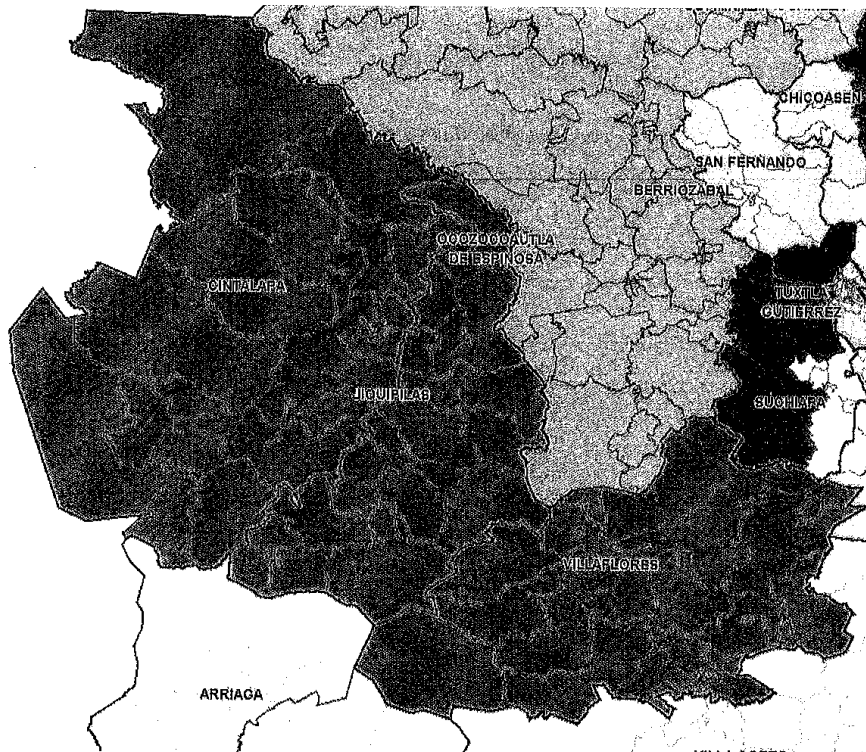 CHICOASEN
SAN FERNANDO
BERRIOZABAL
OCOZOCOAUTLA
DE ESPINOSA
CINTALAPA
TUXTLA
GUTIERREZ
JIQUIPILAS
SUCHIAPA
VILLAFLORES
ARRIAGA